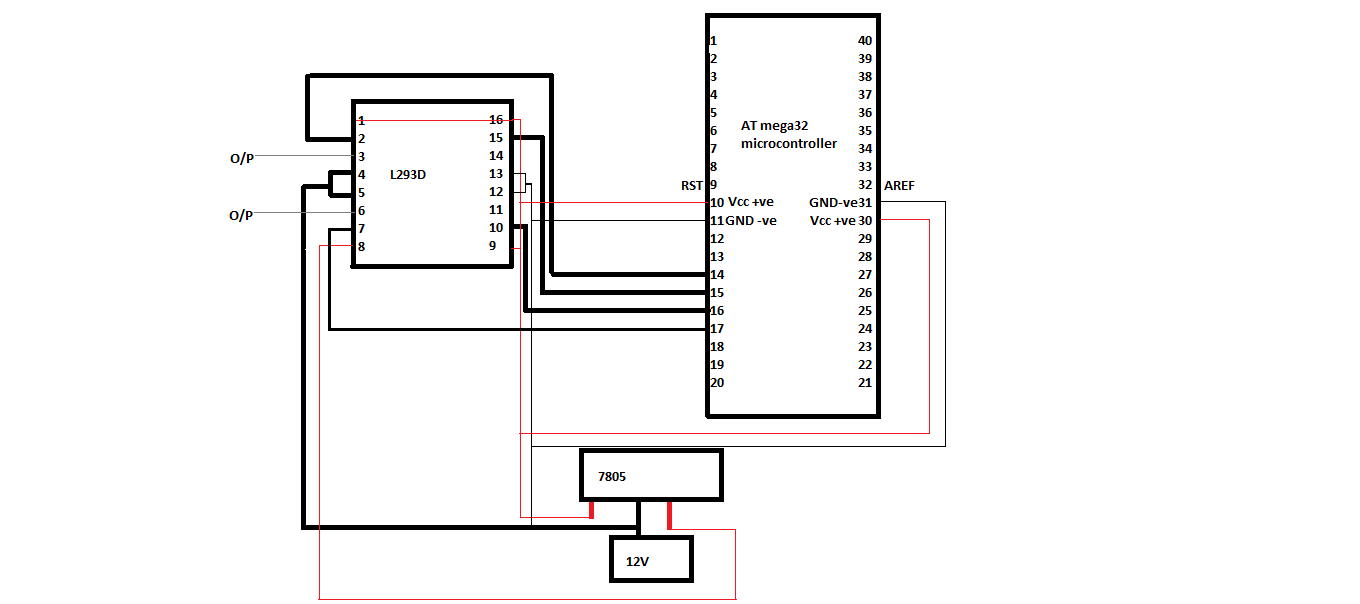 1 40
2 39
3 38
4 37
5 36
AT mega32
6 35
microcontroller
7 34
8 33
RST 9 32 AREF
10 Vcc +ve GND-ve 31
11 GND -ve Vcc +ve 30
12 29
13 28
14 27
15 26
16 25
17 24
18 23
19 22
20 21
1 16
2 15
O/P 3 14
L293D
4 13
5 12
O/P 6 11
7 10
8 9
7805
12V